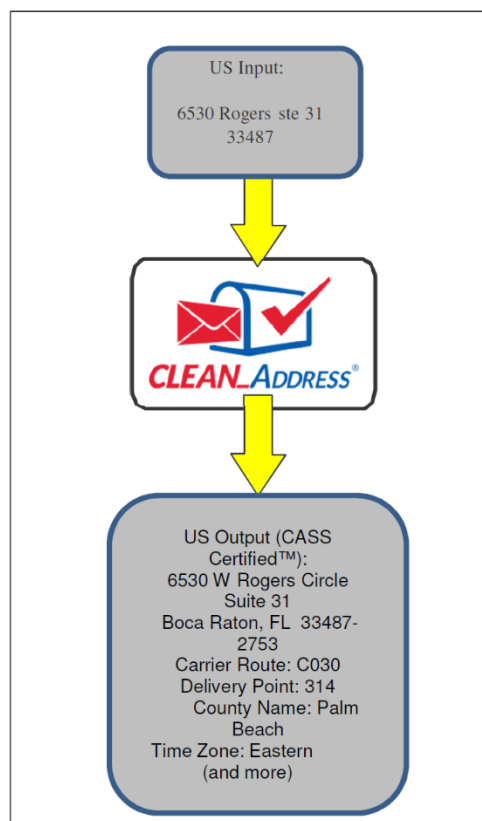 US Input:
6530 Rogers ste 31
33487
CLEAN_ADDRESS®
US Output (CASS
Certified™):
6530 W Rogers Circle
Suite 31
Boca Raton, FL 33487-
2753
Carrier Route: C030
Delivery Point: 314
County Name: Palm
Beach
Time Zone: Eastern
(and more)